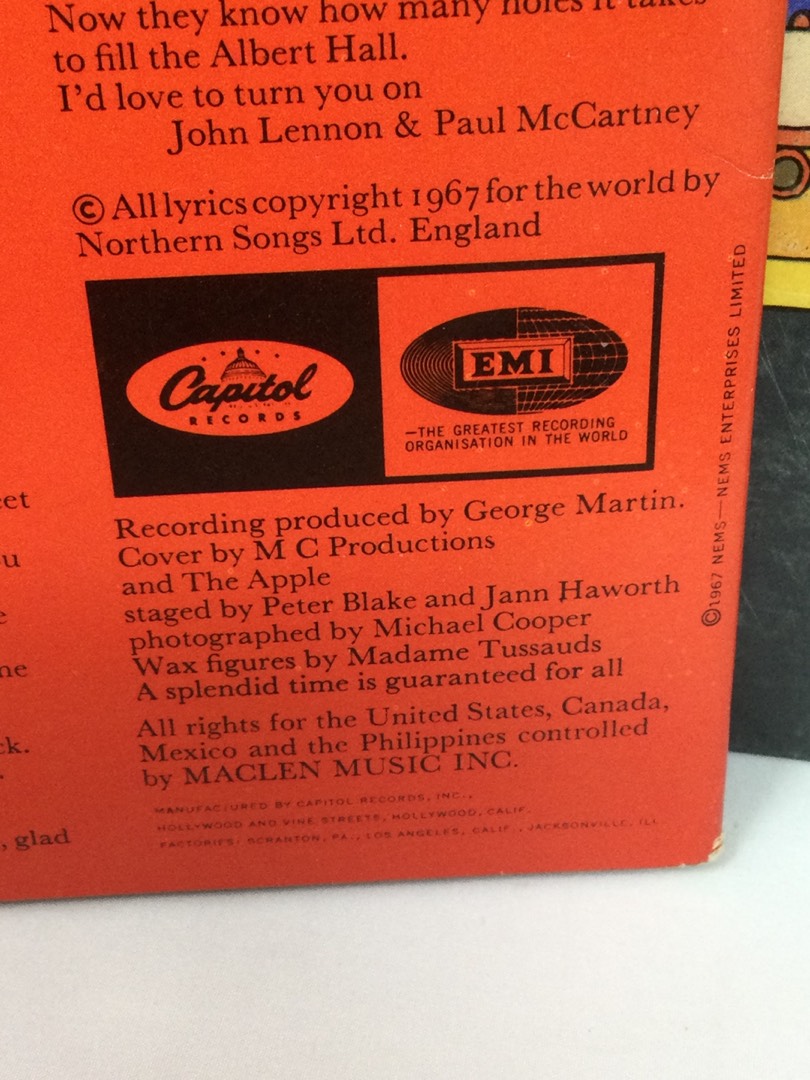 Now they know how many holes it takes
to fill the Albert Hall.
I'd love to turn you on
John Lennon & Paul McCartney
© All lyrics copyright 1967 for the world by
Northern Songs Ltd. England
Capitol
RECORDS
EMI
—THE GREATEST RECORDING
ORGANISATION IN THE WORLD
©1967 NEMS—NEMS ENTERPRISES LIMITED
Recording produced by George Martin.
Cover by M C Productions
and The Apple
staged by Peter Blake and Jann Haworth
photographed by Michael Cooper
Wax figures by Madame Tussauds
A splendid time is guaranteed for all
All rights for the United States, Canada,
Mexico and the Philippines controlled
by MACLEN MUSIC INC.
MANUFACTURED BY CAPITOL RECORDS, INC.,
HOLLYWOOD AND VINE STREETS, HOLLYWOOD, CALIF.
FACTORIES: SCRANTON, PA., LOS ANGELES, CALIF., JACKSONVILLE, ILL
eet
u
e
ne
ck.
, glad